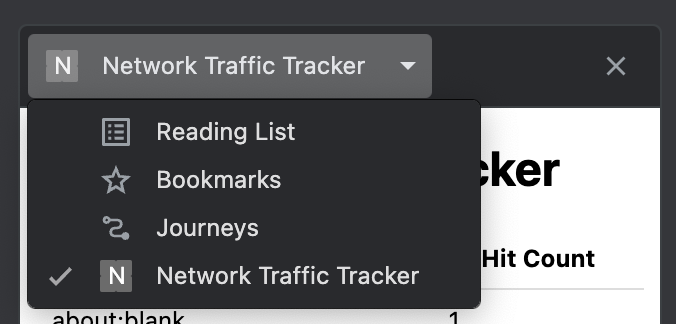 N Network Traffic Tracker
Reading List
cker
Bookmarks
Journeys
Hit Count
N Network Traffic Tracker
about:blank 1